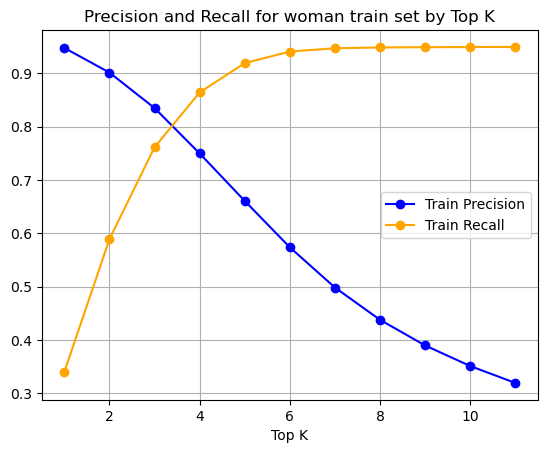 Precision and Recall for woman train set by Top K
0.9
0.8
0.7
0.6
0.5
0.4
0.3
Train Precision
Train Recall
2 4 6 8 10
Top K